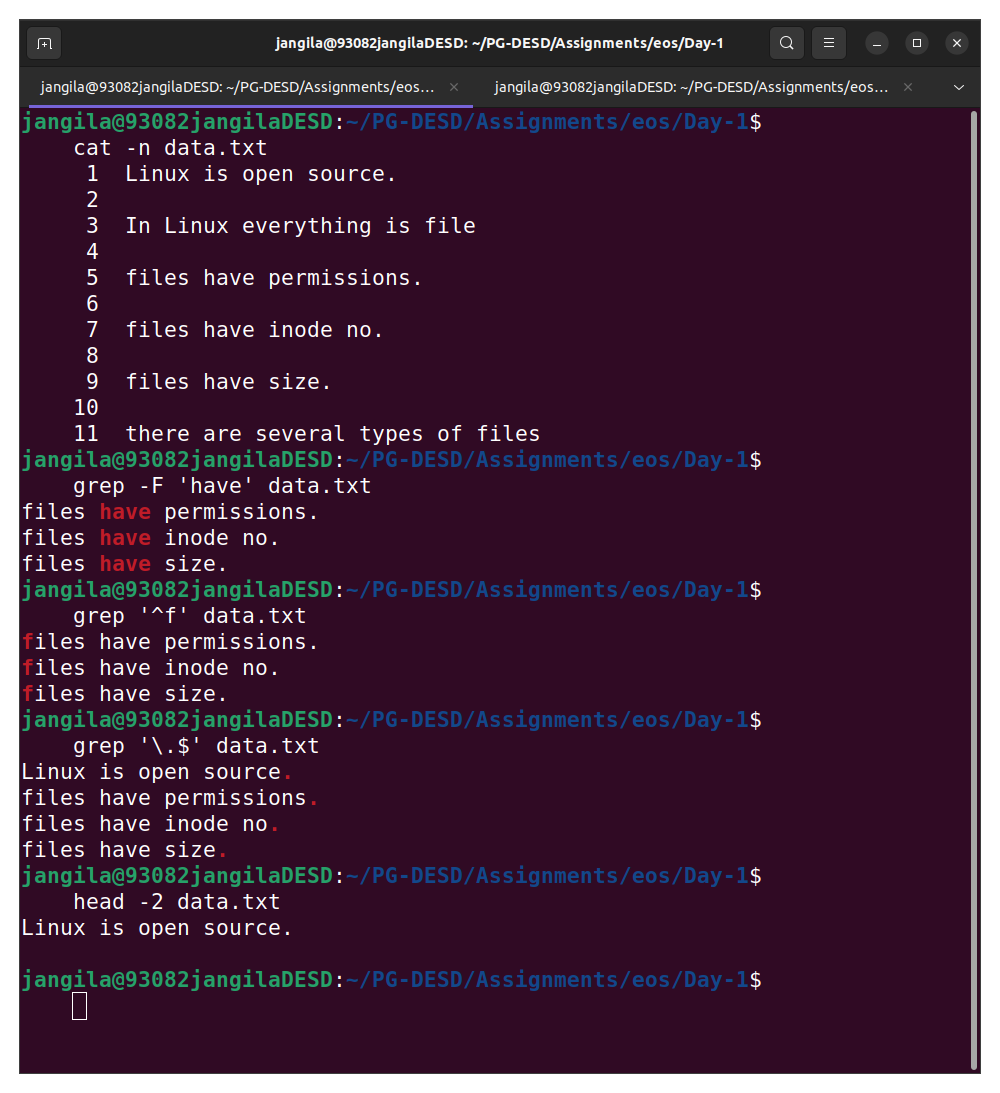 jangila@93082jangilaDESD: ~/PG-DESD/Assignments/eos/Day-1
jangila@93082jangilaDESD: ~/PG-DESD/Assignments/eos… jangila@93082jangilaDESD: ~/PG-DESD/Assignments/eos…
jangila@93082jangilaDESD:~/PG-DESD/Assignments/eos/Day-1$
    cat -n data.txt
     1  Linux is open source.
     2
     3  In Linux everything is file
     4
     5  files have permissions.
     6
     7  files have inode no.
     8
     9  files have size.
    10
    11  there are several types of files
jangila@93082jangilaDESD:~/PG-DESD/Assignments/eos/Day-1$
    grep -F 'have' data.txt
files have permissions.
files have inode no.
files have size.
jangila@93082jangilaDESD:~/PG-DESD/Assignments/eos/Day-1$
    grep '^f' data.txt
files have permissions.
files have inode no.
files have size.
jangila@93082jangilaDESD:~/PG-DESD/Assignments/eos/Day-1$
    grep '\.$' data.txt
Linux is open source.
files have permissions.
files have inode no.
files have size.
jangila@93082jangilaDESD:~/PG-DESD/Assignments/eos/Day-1$
    head -2 data.txt
Linux is open source.

jangila@93082jangilaDESD:~/PG-DESD/Assignments/eos/Day-1$